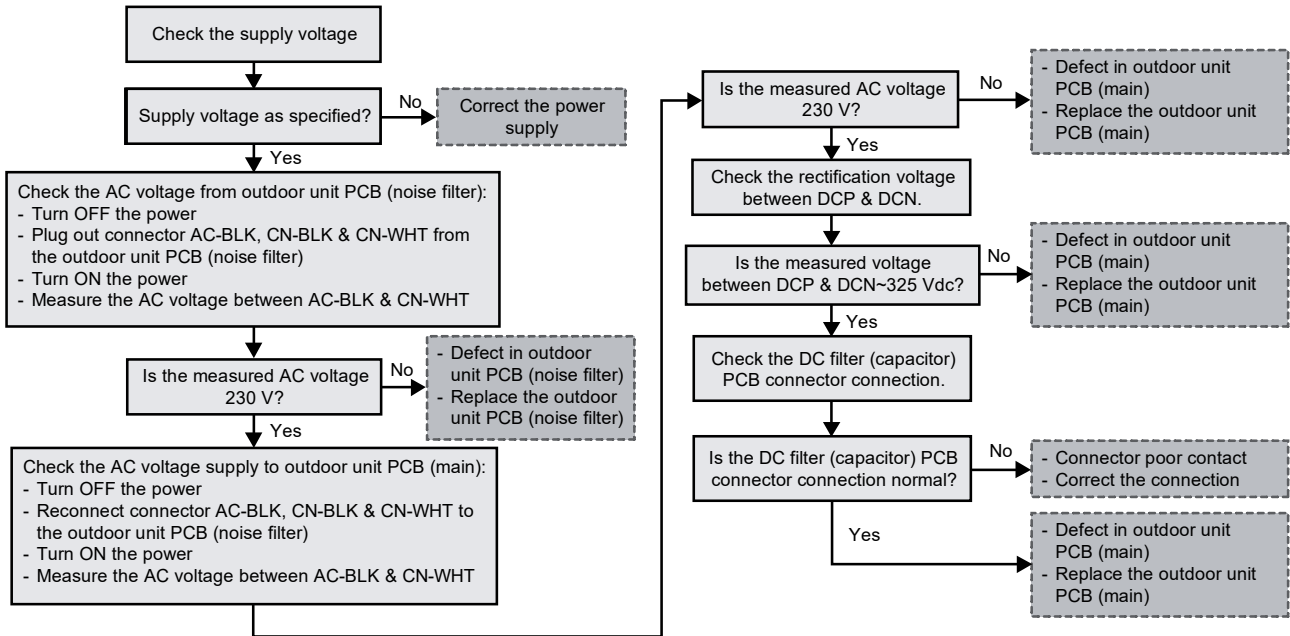 Check the supply voltage
Supply voltage as specified?
No
Correct the power
supply
Yes
Check the AC voltage from outdoor unit PCB (noise filter):
- Turn OFF the power
- Plug out connector AC-BLK, CN-BLK & CN-WHT from
the outdoor unit PCB (noise filter)
- Turn ON the power
- Measure the AC voltage between AC-BLK & CN-WHT
Is the measured AC voltage
230 V?
No
- Defect in outdoor
unit PCB (noise filter)
- Replace the outdoor
unit PCB (noise filter)
Yes
Check the AC voltage supply to outdoor unit PCB (main):
- Turn OFF the power
- Reconnect connector AC-BLK, CN-BLK & CN-WHT to
the outdoor unit PCB (noise filter)
- Turn ON the power
- Measure the AC voltage between AC-BLK & CN-WHT
Is the measured AC voltage
230 V?
No
- Defect in outdoor unit
PCB (main)
- Replace the outdoor unit
PCB (main)
Yes
Check the rectification voltage
between DCP & DCN.
Is the measured voltage
between DCP & DCN~325 Vdc?
No
- Defect in outdoor unit
PCB (main)
- Replace the outdoor unit
PCB (main)
Yes
Check the DC filter (capacitor)
PCB connector connection.
Is the DC filter (capacitor) PCB
connector connection normal?
No
- Connector poor contact
- Correct the connection
Yes
- Defect in outdoor unit
PCB (main)
- Replace the outdoor unit
PCB (main)